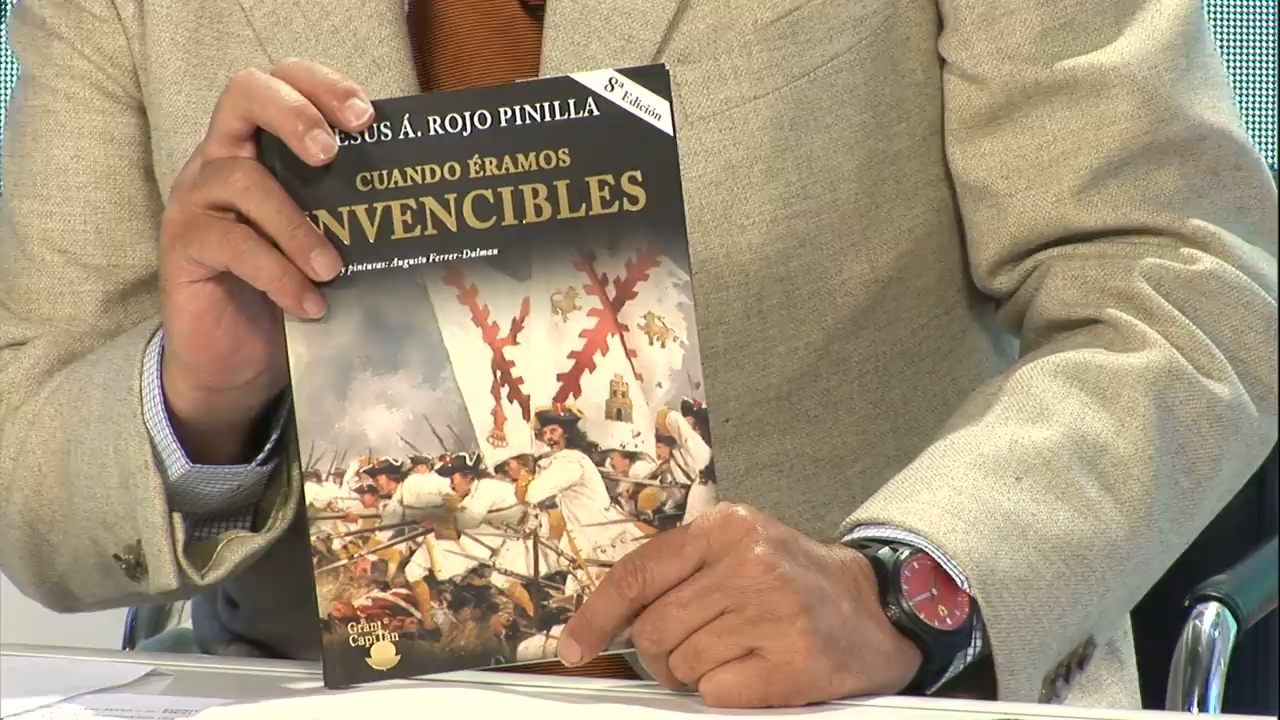 8ª Edición
ESUS Á. ROJO PINILLA
CUANDO ÉRAMOS
INVENCIBLES
y pinturas: Augusto Ferrer-Dalmau
Gran
Capitán